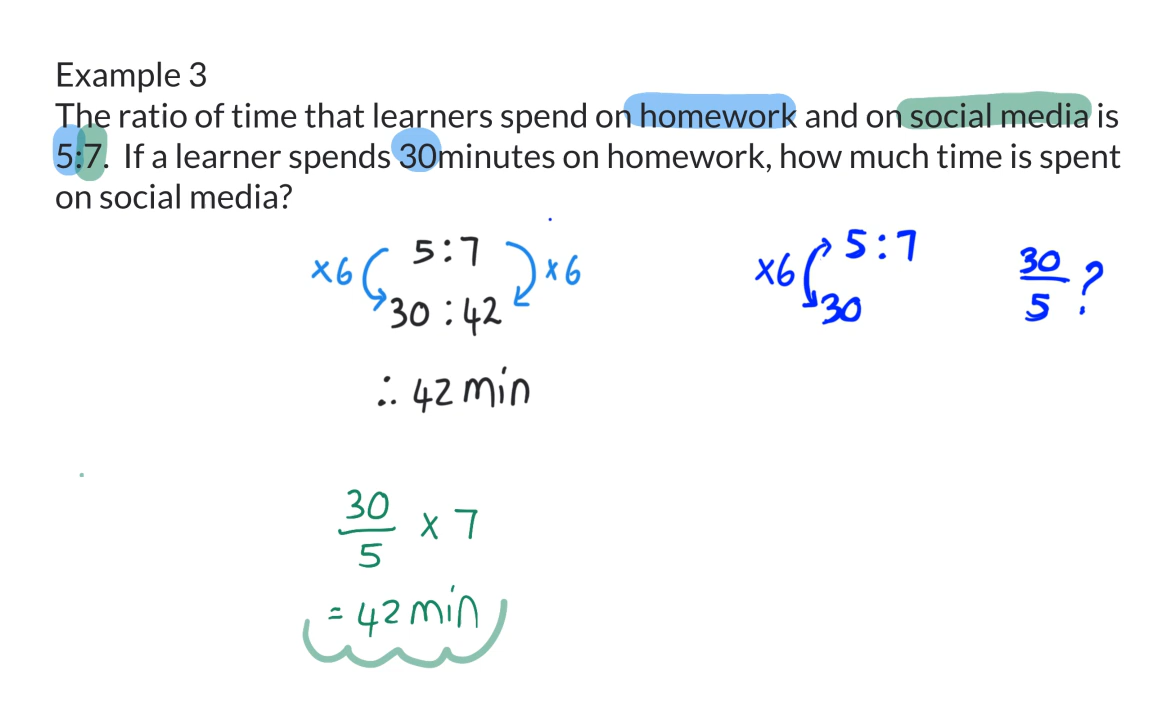 Example 3
The ratio of time that learners spend on homework and on social media is
5:7. If a learner spends 30minutes on homework, how much time is spent
on social media?
×6 5:7 ×6
30 : 42
∴ 42 min
×6 5:7
30
30
5 ?
30
5 × 7
= 42 min